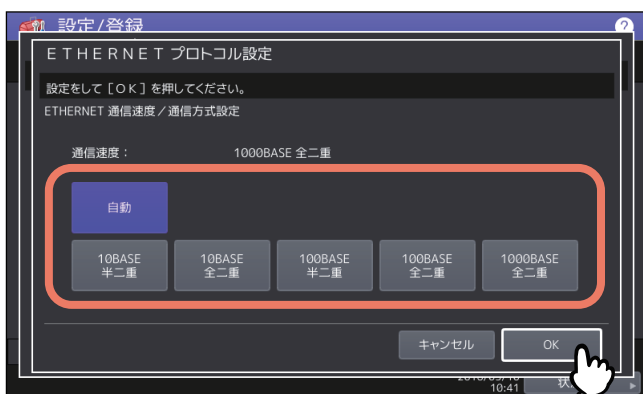 設定/登録
?
ＥＴＨＥＲＮＥＴ プロトコル設定
設定をして［ＯＫ］を押してください。
ETHERNET 通信速度／通信方式設定
通信速度： 1000BASE 全二重
自動
10BASE 半二重
10BASE 全二重
100BASE 半二重
100BASE 全二重
1000BASE 全二重
キャンセル
OK
10:41